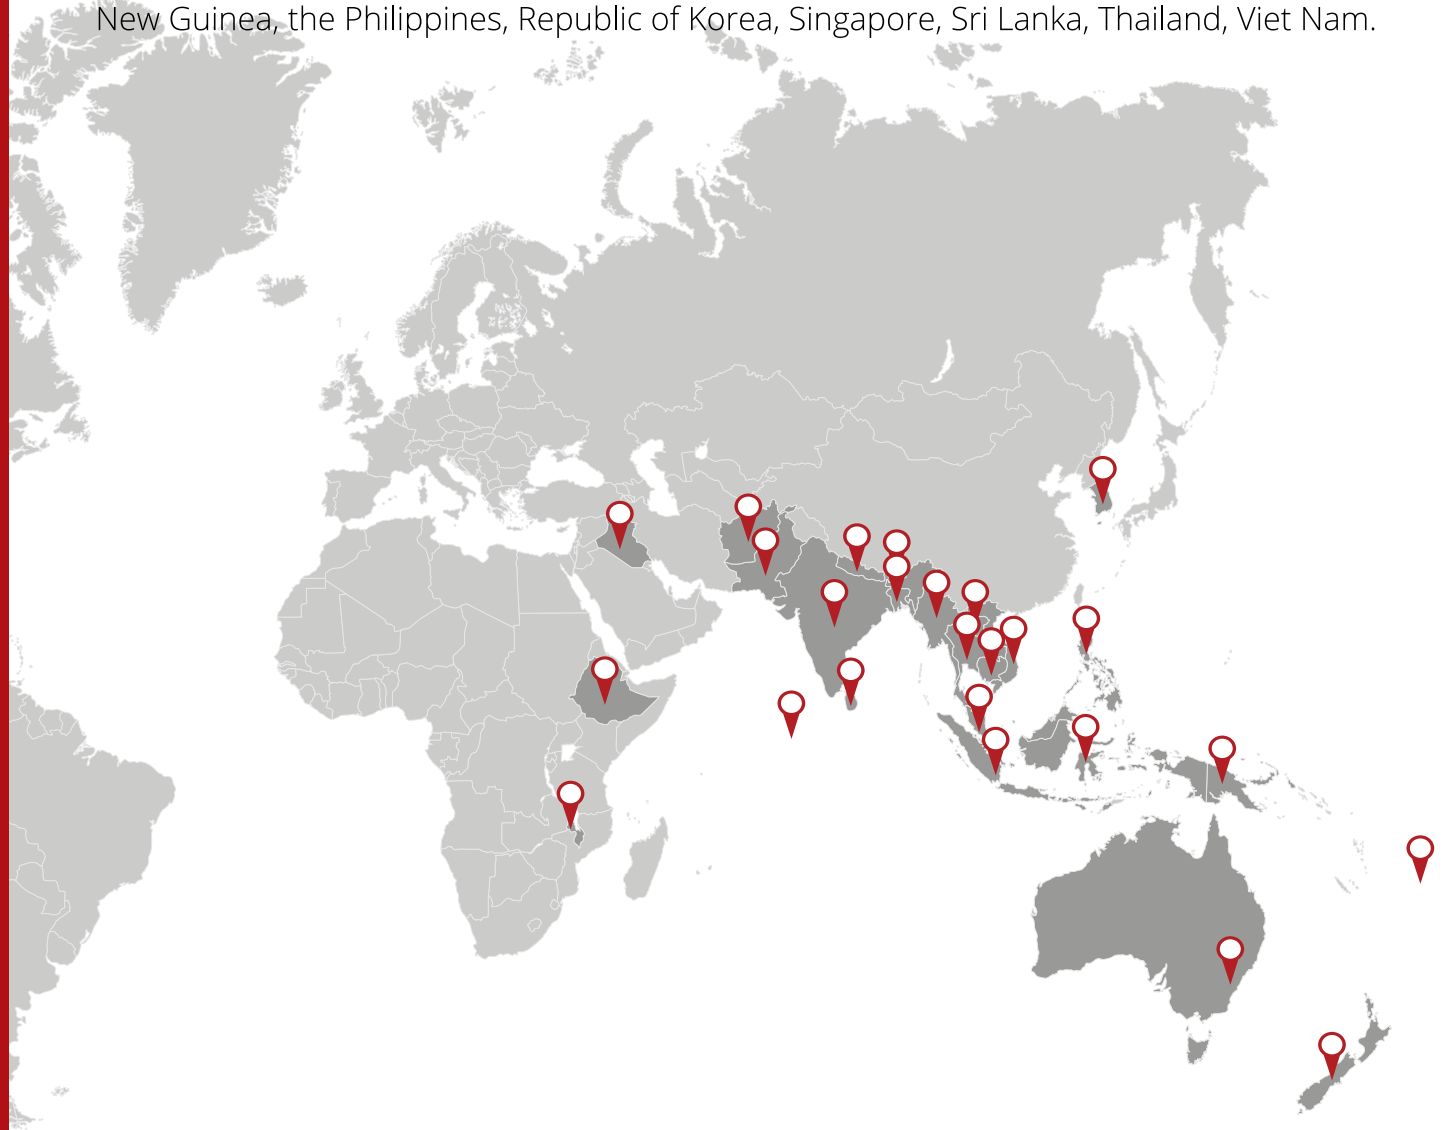 New Guinea, the Philippines, Republic of Korea, Singapore, Sri Lanka, Thailand, Viet Nam.